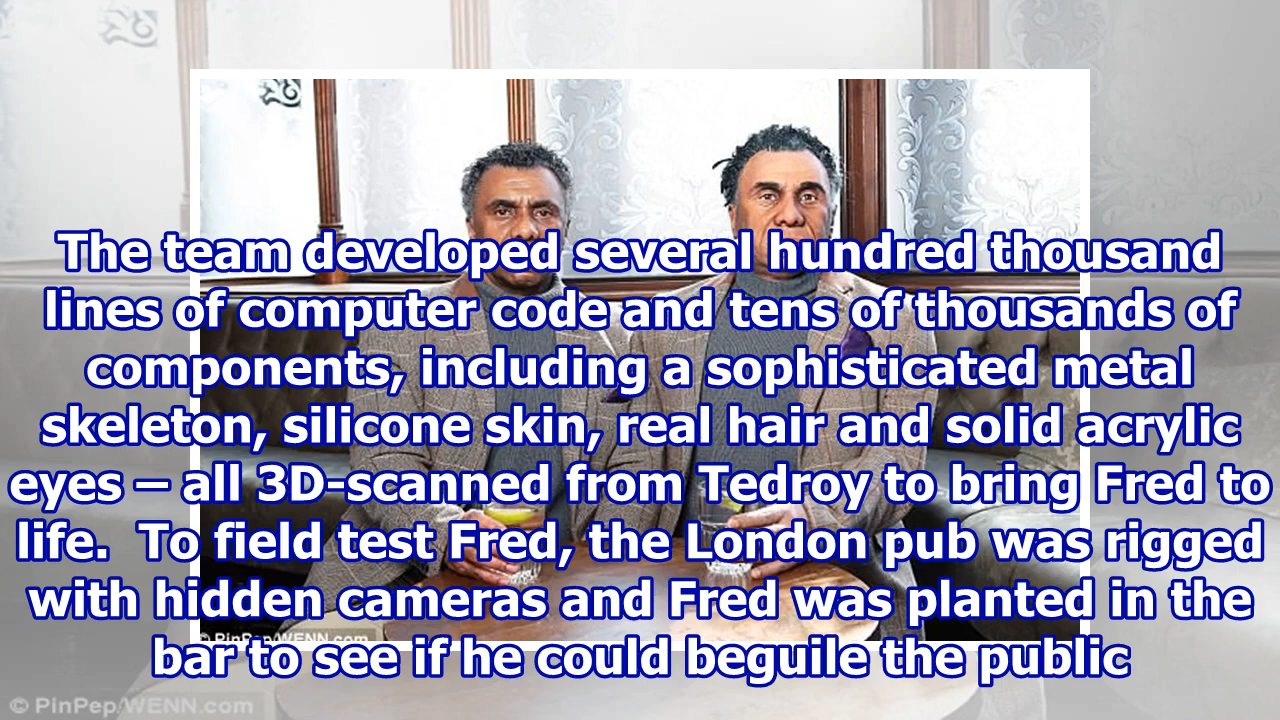 The team developed several hundred thousand
lines of computer code and tens of thousands of
components, including a sophisticated metal
skeleton, silicone skin, real hair and solid acrylic
eyes – all 3D-scanned from Tedroy to bring Fred to
life.  To field test Fred, the London pub was rigged
with hidden cameras and Fred was planted in the
© PinPep/WENN.com
bar to see if he could beguile the public
© PinPep/WENN.com